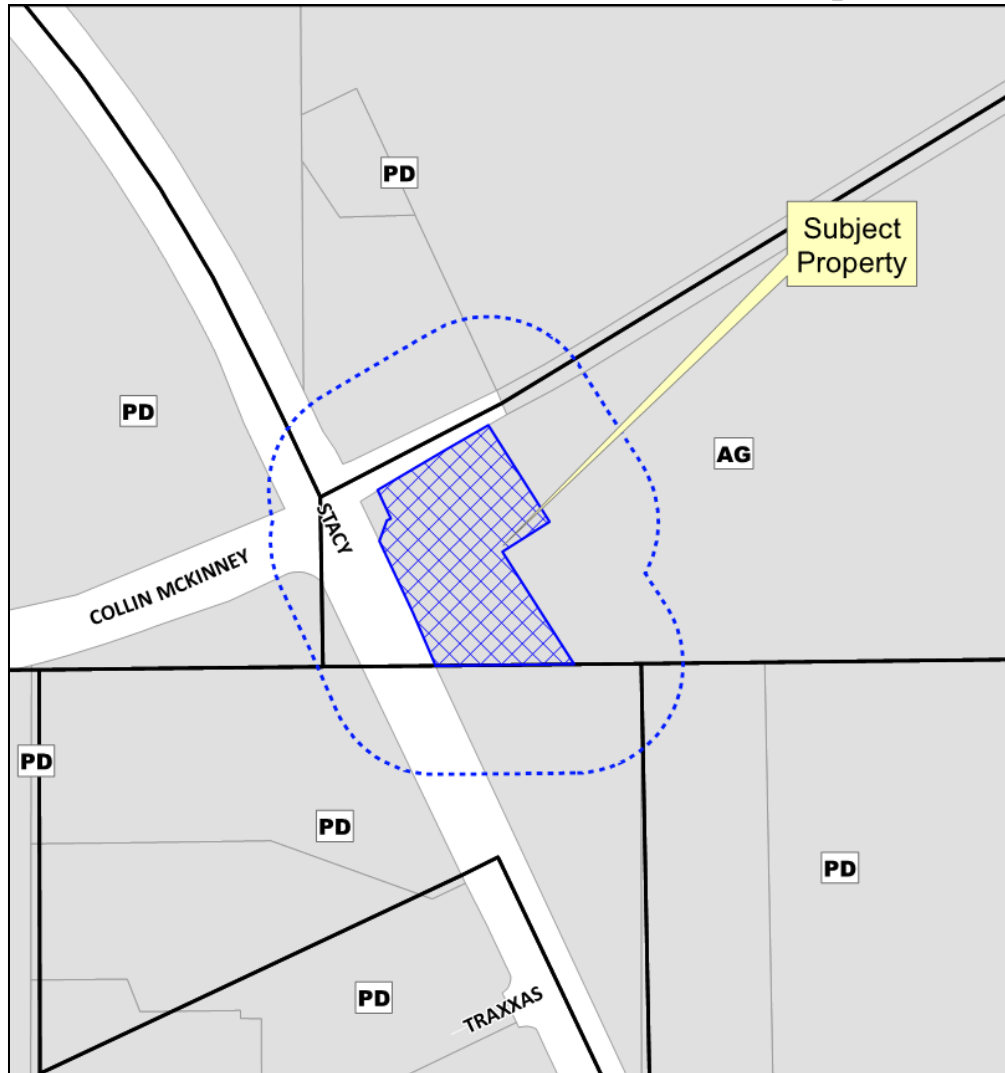 PD
Subject
Property
PD
AG
STACY
COLLIN MCKINNEY
PD
PD
PD
PD
TRAXXAS